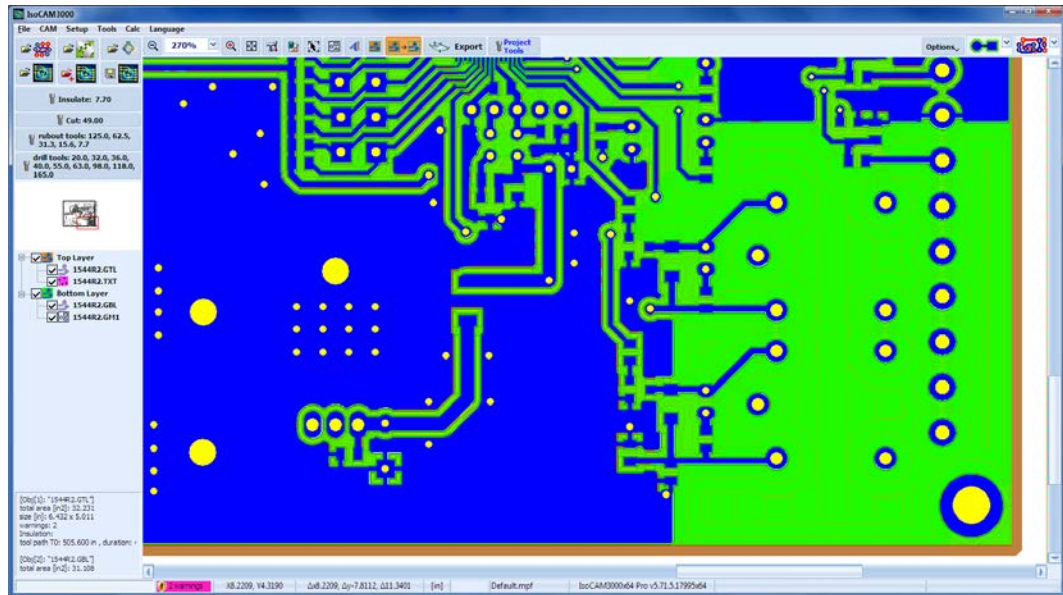 IsoCAM3000
File CAM Setup Tools Calc Language
270% Export Project Tools Options
Insulate: 7.70
Cut: 49.00
rubout tools: 125.0, 62.5,
31.3, 15.6, 7.7
drill tools: 20.0, 32.0, 36.0,
40.0, 55.0, 63.0, 98.0, 118.0,
165.0
Top Layer
1544R2.GTL
1544R2.TXT
Bottom Layer
1544R2.GBL
1544R2.GM1
[Obj[1]: "1544R2.GTL"]
total area [in2]: 32.231
size [in]: 6.432 x 5.011
warnings: 2
Insulation:
tool path T0: 505.600 in , duration:
[Obj[2]: "1544R2.GBL"]
total area [in2]: 31.108
2 warnings X8.2209, Y4.3190 Δx8.2209, Δy-7.8112, Δ11.3401 [in] Default.mpf IsoCAM3000x64 Pro v5.71.5.17995x64